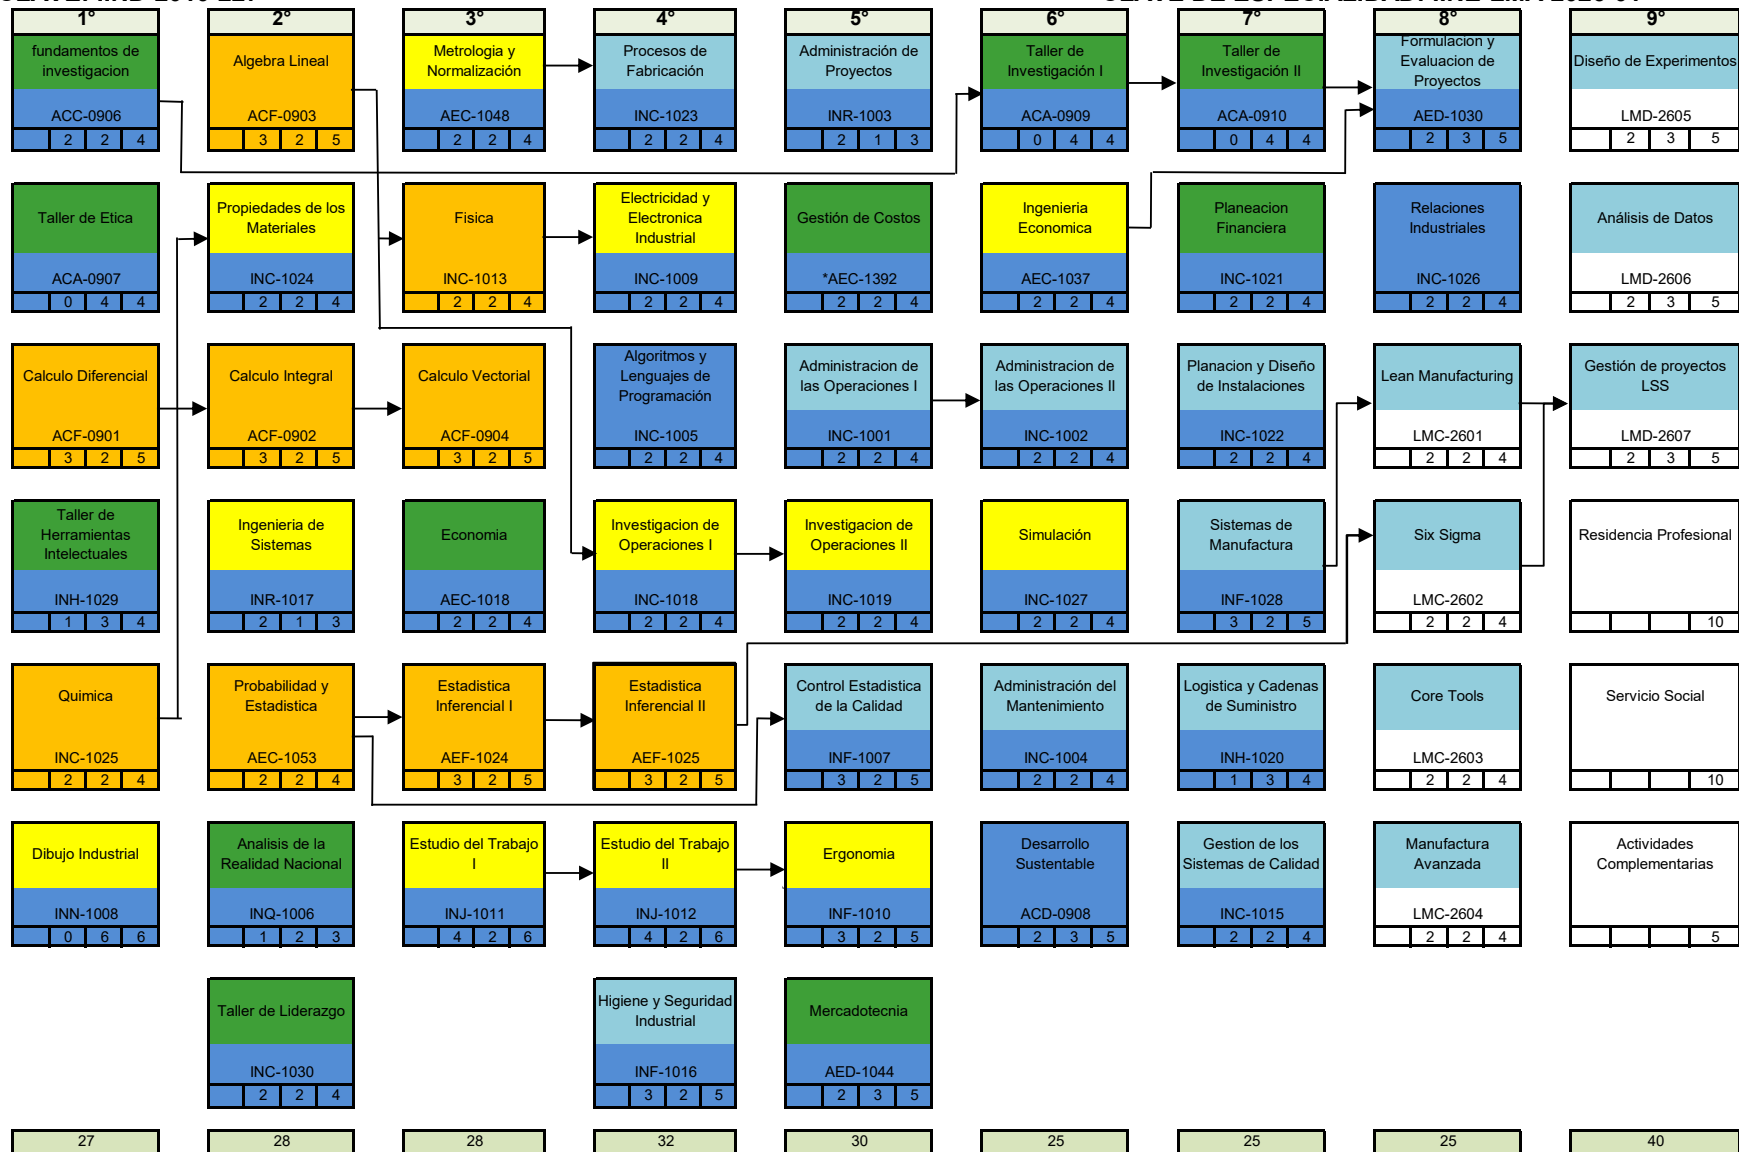 CLAVE DE ESPECIALIDAD:
1°
2°
3°
4°
5°
6°
7°
8°
9°
fundamentos de
investigacion
ACC-0906
2 2 4
Algebra Lineal
ACF-0903
3 2 5
Metrologia y
Normalización
AEC-1048
2 2 4
Procesos de
Fabricación
INC-1023
2 2 4
Administración de
Proyectos
INR-1003
2 1 3
Taller de
Investigación I
ACA-0909
0 4 4
Taller de
Investigación II
ACA-0910
0 4 4
Formulacion y
Evaluacion de
Proyectos
AED-1030
2 3 5
Diseño de Experimentos
LMD-2605
2 3 5
Taller de Etica
ACA-0907
0 4 4
Propiedades de los
Materiales
INC-1024
2 2 4
Fisica
INC-1013
2 2 4
Electricidad y
Electronica
Industrial
INC-1009
2 2 4
Gestión de Costos
*AEC-1392
2 2 4
Ingenieria
Economica
AEC-1037
2 2 4
Planeacion
Financiera
INC-1021
2 2 4
Relaciones
Industriales
INC-1026
2 2 4
Análisis de Datos
LMD-2606
2 3 5
Calculo Diferencial
ACF-0901
3 2 5
Calculo Integral
ACF-0902
3 2 5
Calculo Vectorial
ACF-0904
3 2 5
Algoritmos y
Lenguajes de
Programación
INC-1005
2 2 4
Administracion de
las Operaciones I
INC-1001
2 2 4
Administracion de
las Operaciones II
INC-1002
2 2 4
Planacion y Diseño
de Instalaciones
INC-1022
2 2 4
Lean Manufacturing
LMC-2601
2 2 4
Gestión de proyectos
LSS
LMD-2607
2 3 5
Taller de
Herramientas
Intelectuales
INH-1029
1 3 4
Ingenieria de
Sistemas
INR-1017
2 1 3
Economia
AEC-1018
2 2 4
Investigacion de
Operaciones I
INC-1018
2 2 4
Investigacion de
Operaciones II
INC-1019
2 2 4
Simulación
INC-1027
2 2 4
Sistemas de
Manufactura
INF-1028
3 2 5
Six Sigma
LMC-2602
2 2 4
Residencia Profesional
10
Quimica
INC-1025
2 2 4
Probabilidad y
Estadistica
AEC-1053
2 2 4
Estadistica
Inferencial I
AEF-1024
3 2 5
Estadistica
Inferencial II
AEF-1025
3 2 5
Control Estadistica
de la Calidad
INF-1007
3 2 5
Administración del
Mantenimiento
INC-1004
2 2 4
Logistica y Cadenas
de Suministro
INH-1020
1 3 4
Core Tools
LMC-2603
2 2 4
Servicio Social
10
Dibujo Industrial
INN-1008
0 6 6
Analisis de la
Realidad Nacional
INQ-1006
1 2 3
Estudio del Trabajo
I
INJ-1011
4 2 6
Estudio del Trabajo
II
INJ-1012
4 2 6
Ergonomia
INF-1010
3 2 5
Desarrollo
Sustentable
ACD-0908
2 3 5
Gestion de los
Sistemas de Calidad
INC-1015
2 2 4
Manufactura
Avanzada
LMC-2604
2 2 4
Actividades
Complementarias
5
Taller de Liderazgo
INC-1030
2 2 4
Higiene y Seguridad
Industrial
INF-1016
3 2 5
Mercadotecnia
AED-1044
2 3 5
27
28
28
32
30
25
25
25
40